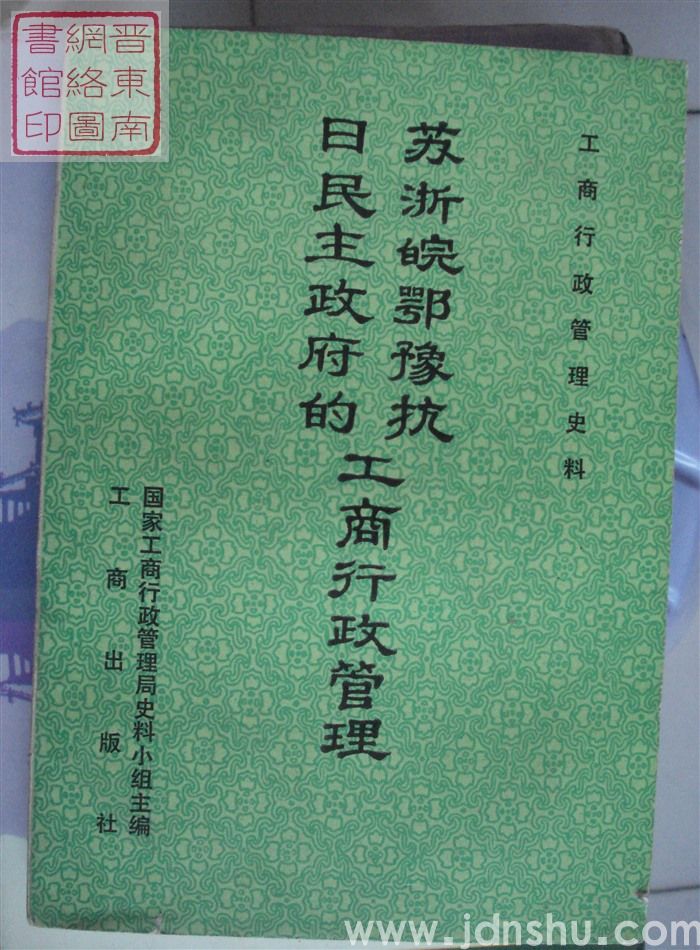 晋東南
網絡圖
書館印
工商行政管理史料
苏浙皖鄂豫抗
日民主政府的
工商行政管理
国家工商行政管理局史料小组主编
工商出版社
www.jdnshu.com